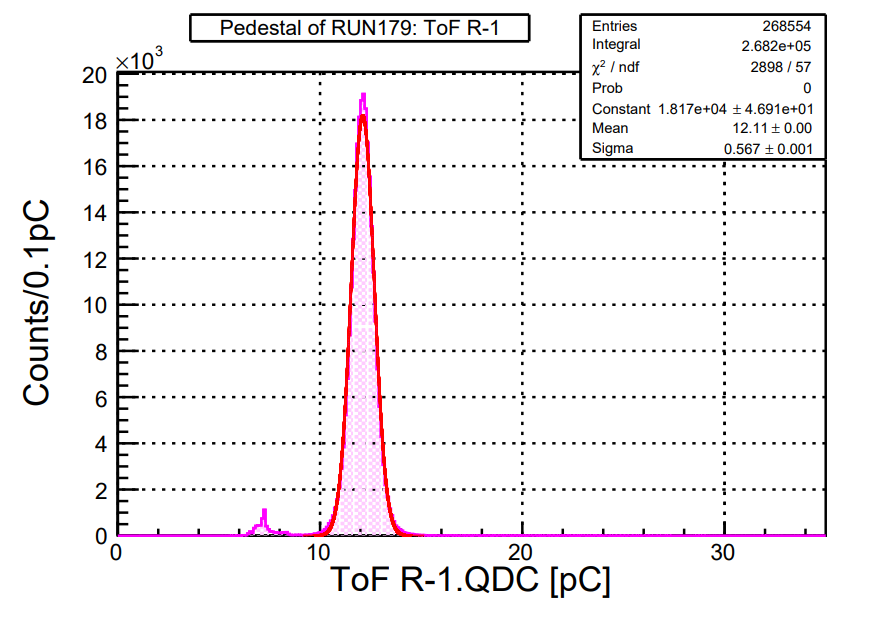 Pedestal of RUN179: ToF R-1
Entries 268554
Integral 2.682e+05
χ² / ndf 2898 / 57
Prob 0
Constant 1.817e+04 ± 4.691e+01
Mean 12.11 ± 0.00
Sigma 0.567 ± 0.001
×10³
20
18
16
14
12
10
8
6
4
2
0
Counts/0.1pC
0 10 20 30
ToF R-1.QDC [pC]